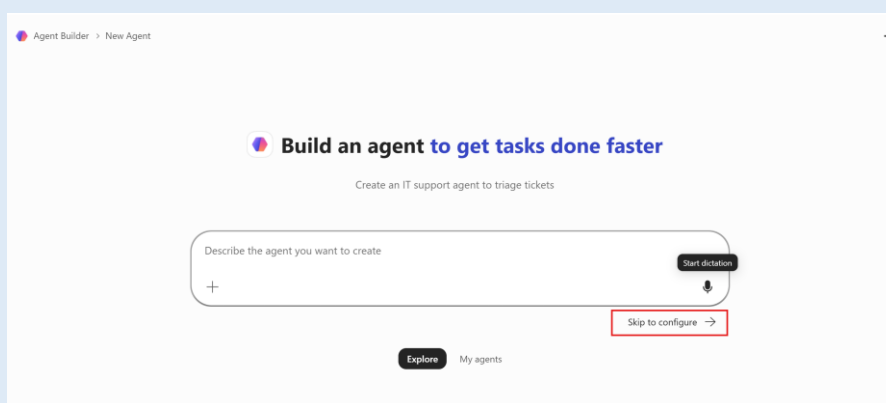 Agent Builder > New Agent
Build an agent to get tasks done faster
Create an IT support agent to triage tickets
Describe the agent you want to create
Start dictation
Skip to configure →
Explore My agents